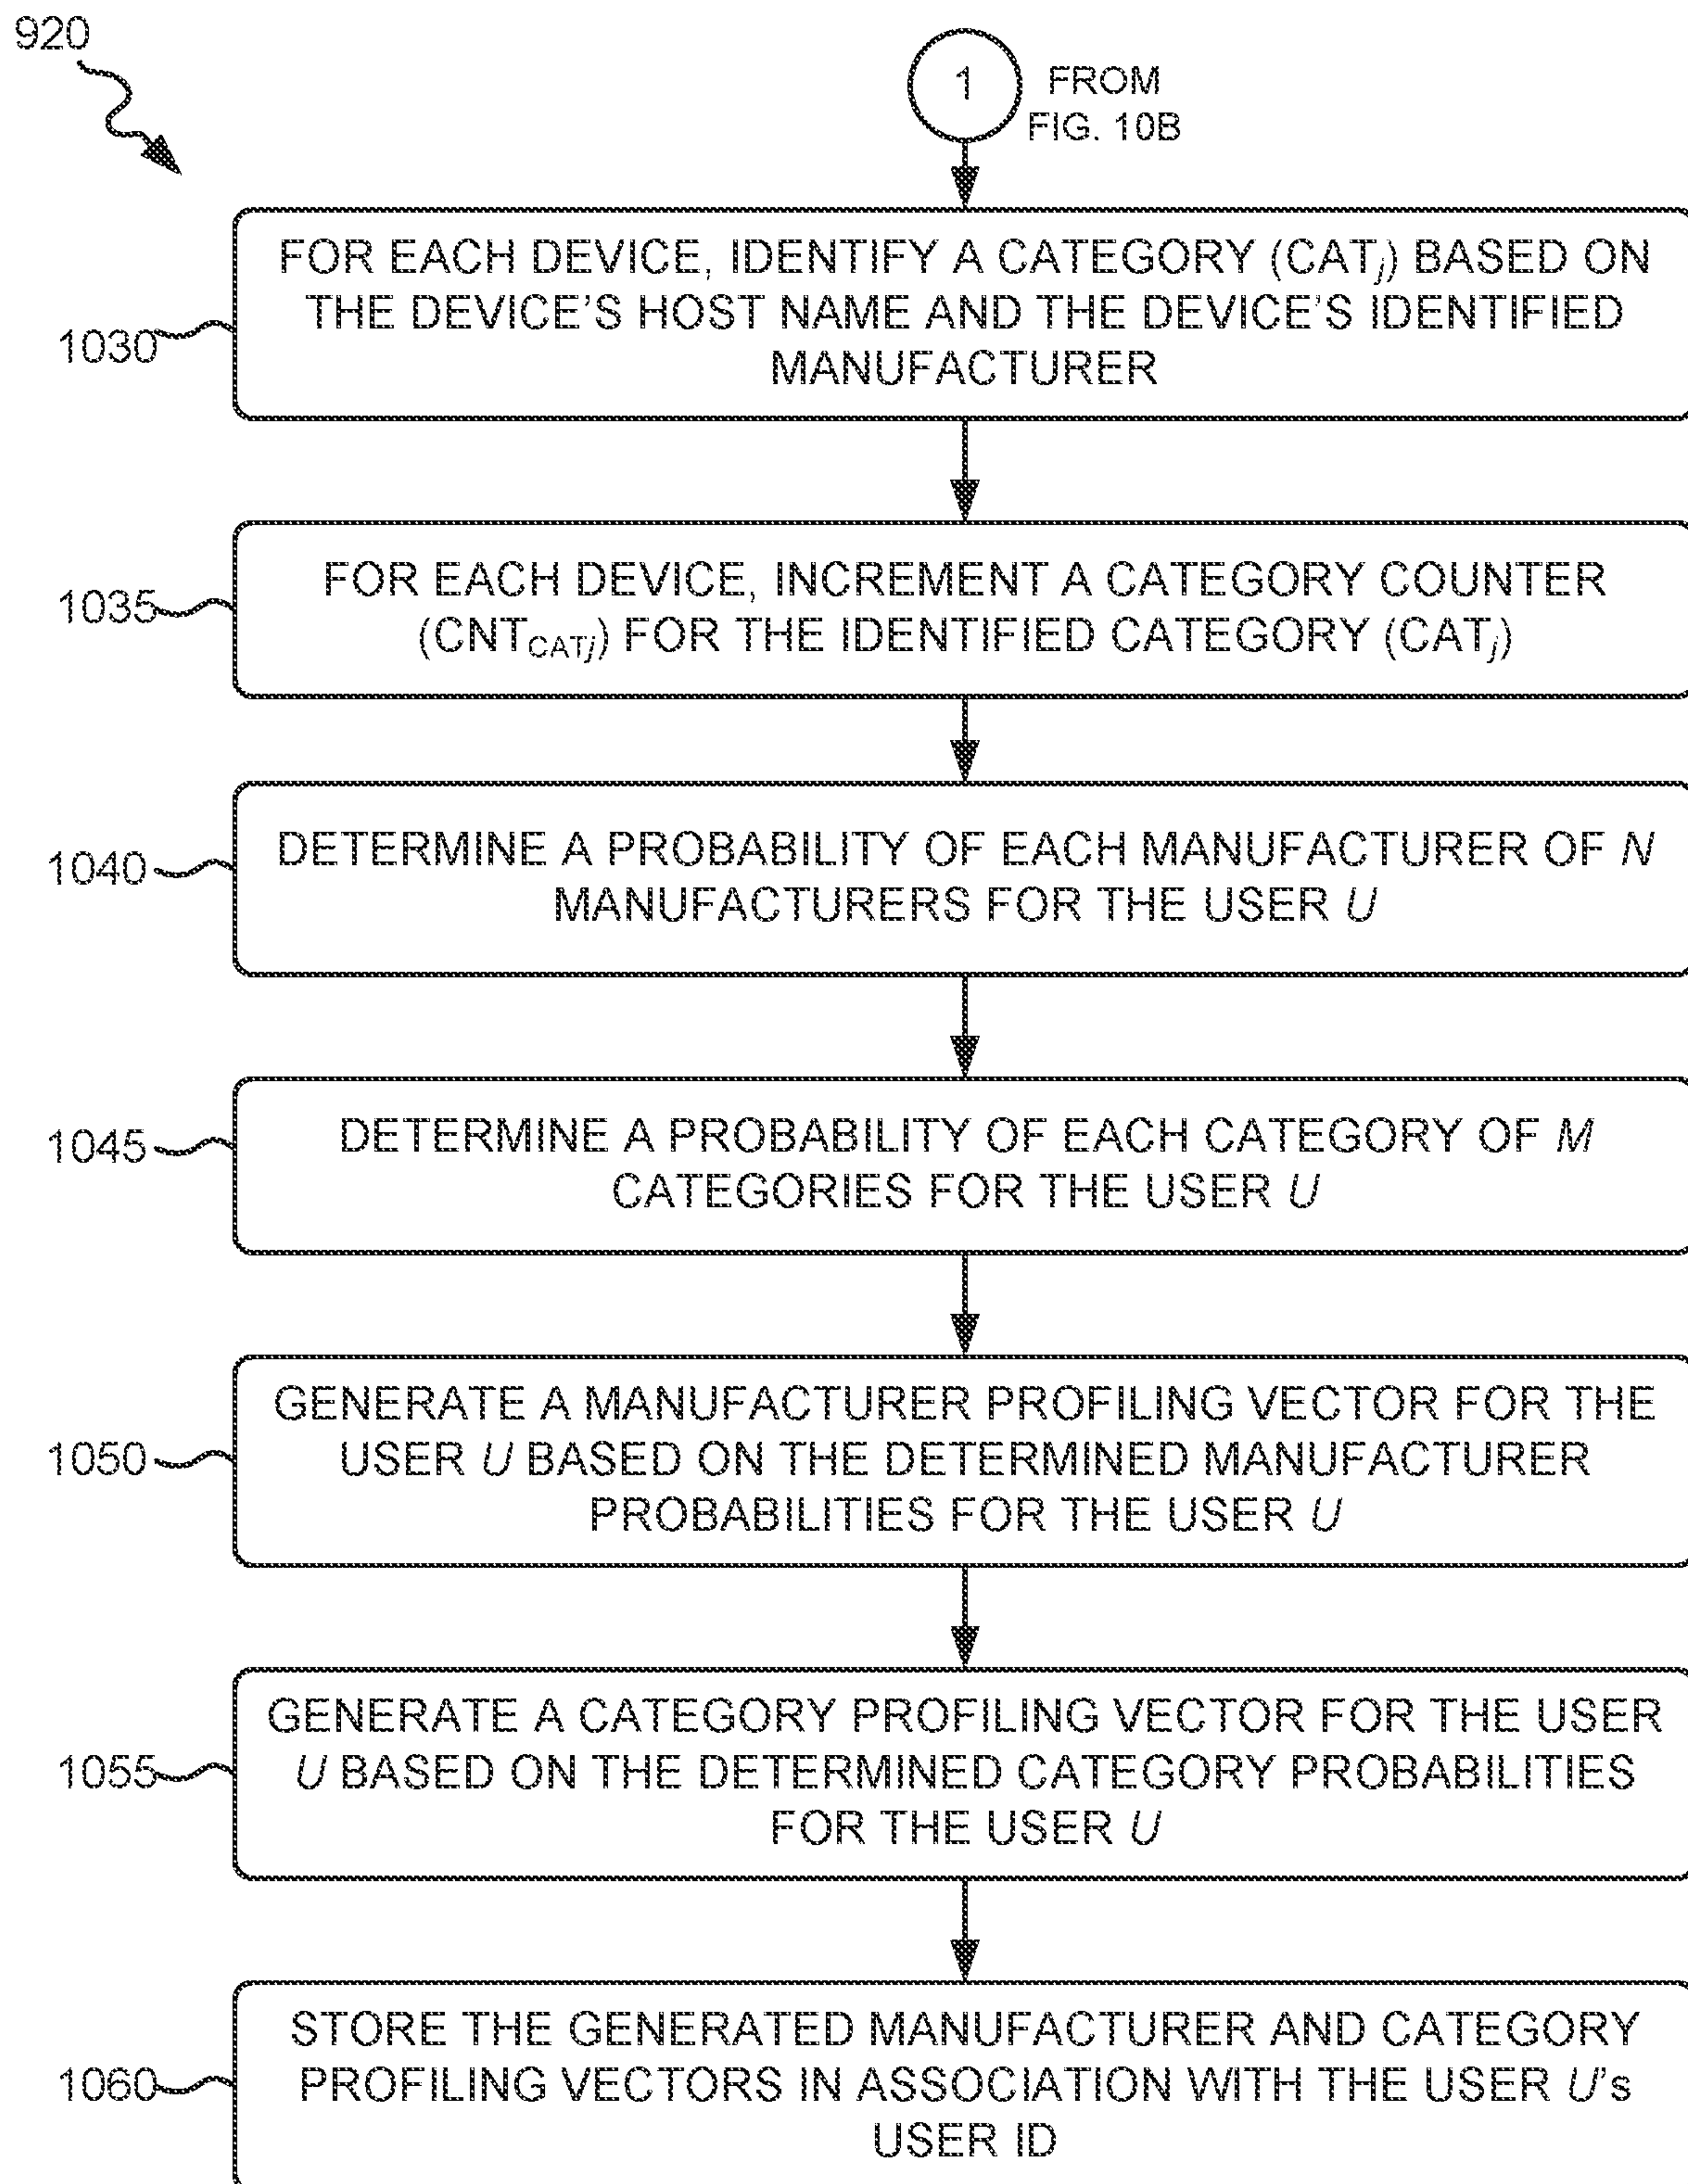 920
1
FROM
FIG. 10B
FOR EACH DEVICE, IDENTIFY A CATEGORY (CATj) BASED ON
THE DEVICE'S HOST NAME AND THE DEVICE'S IDENTIFIED
MANUFACTURER
1030
FOR EACH DEVICE, INCREMENT A CATEGORY COUNTER
(CNTCATj) FOR THE IDENTIFIED CATEGORY (CATj)
1035
DETERMINE A PROBABILITY OF EACH MANUFACTURER OF N
MANUFACTURERS FOR THE USER U
1040
DETERMINE A PROBABILITY OF EACH CATEGORY OF M
CATEGORIES FOR THE USER U
1045
GENERATE A MANUFACTURER PROFILING VECTOR FOR THE
USER U BASED ON THE DETERMINED MANUFACTURER
PROBABILITIES FOR THE USER U
1050
GENERATE A CATEGORY PROFILING VECTOR FOR THE USER
U BASED ON THE DETERMINED CATEGORY PROBABILITIES
FOR THE USER U
1055
STORE THE GENERATED MANUFACTURER AND CATEGORY
PROFILING VECTORS IN ASSOCIATION WITH THE USER U's
USER ID
1060